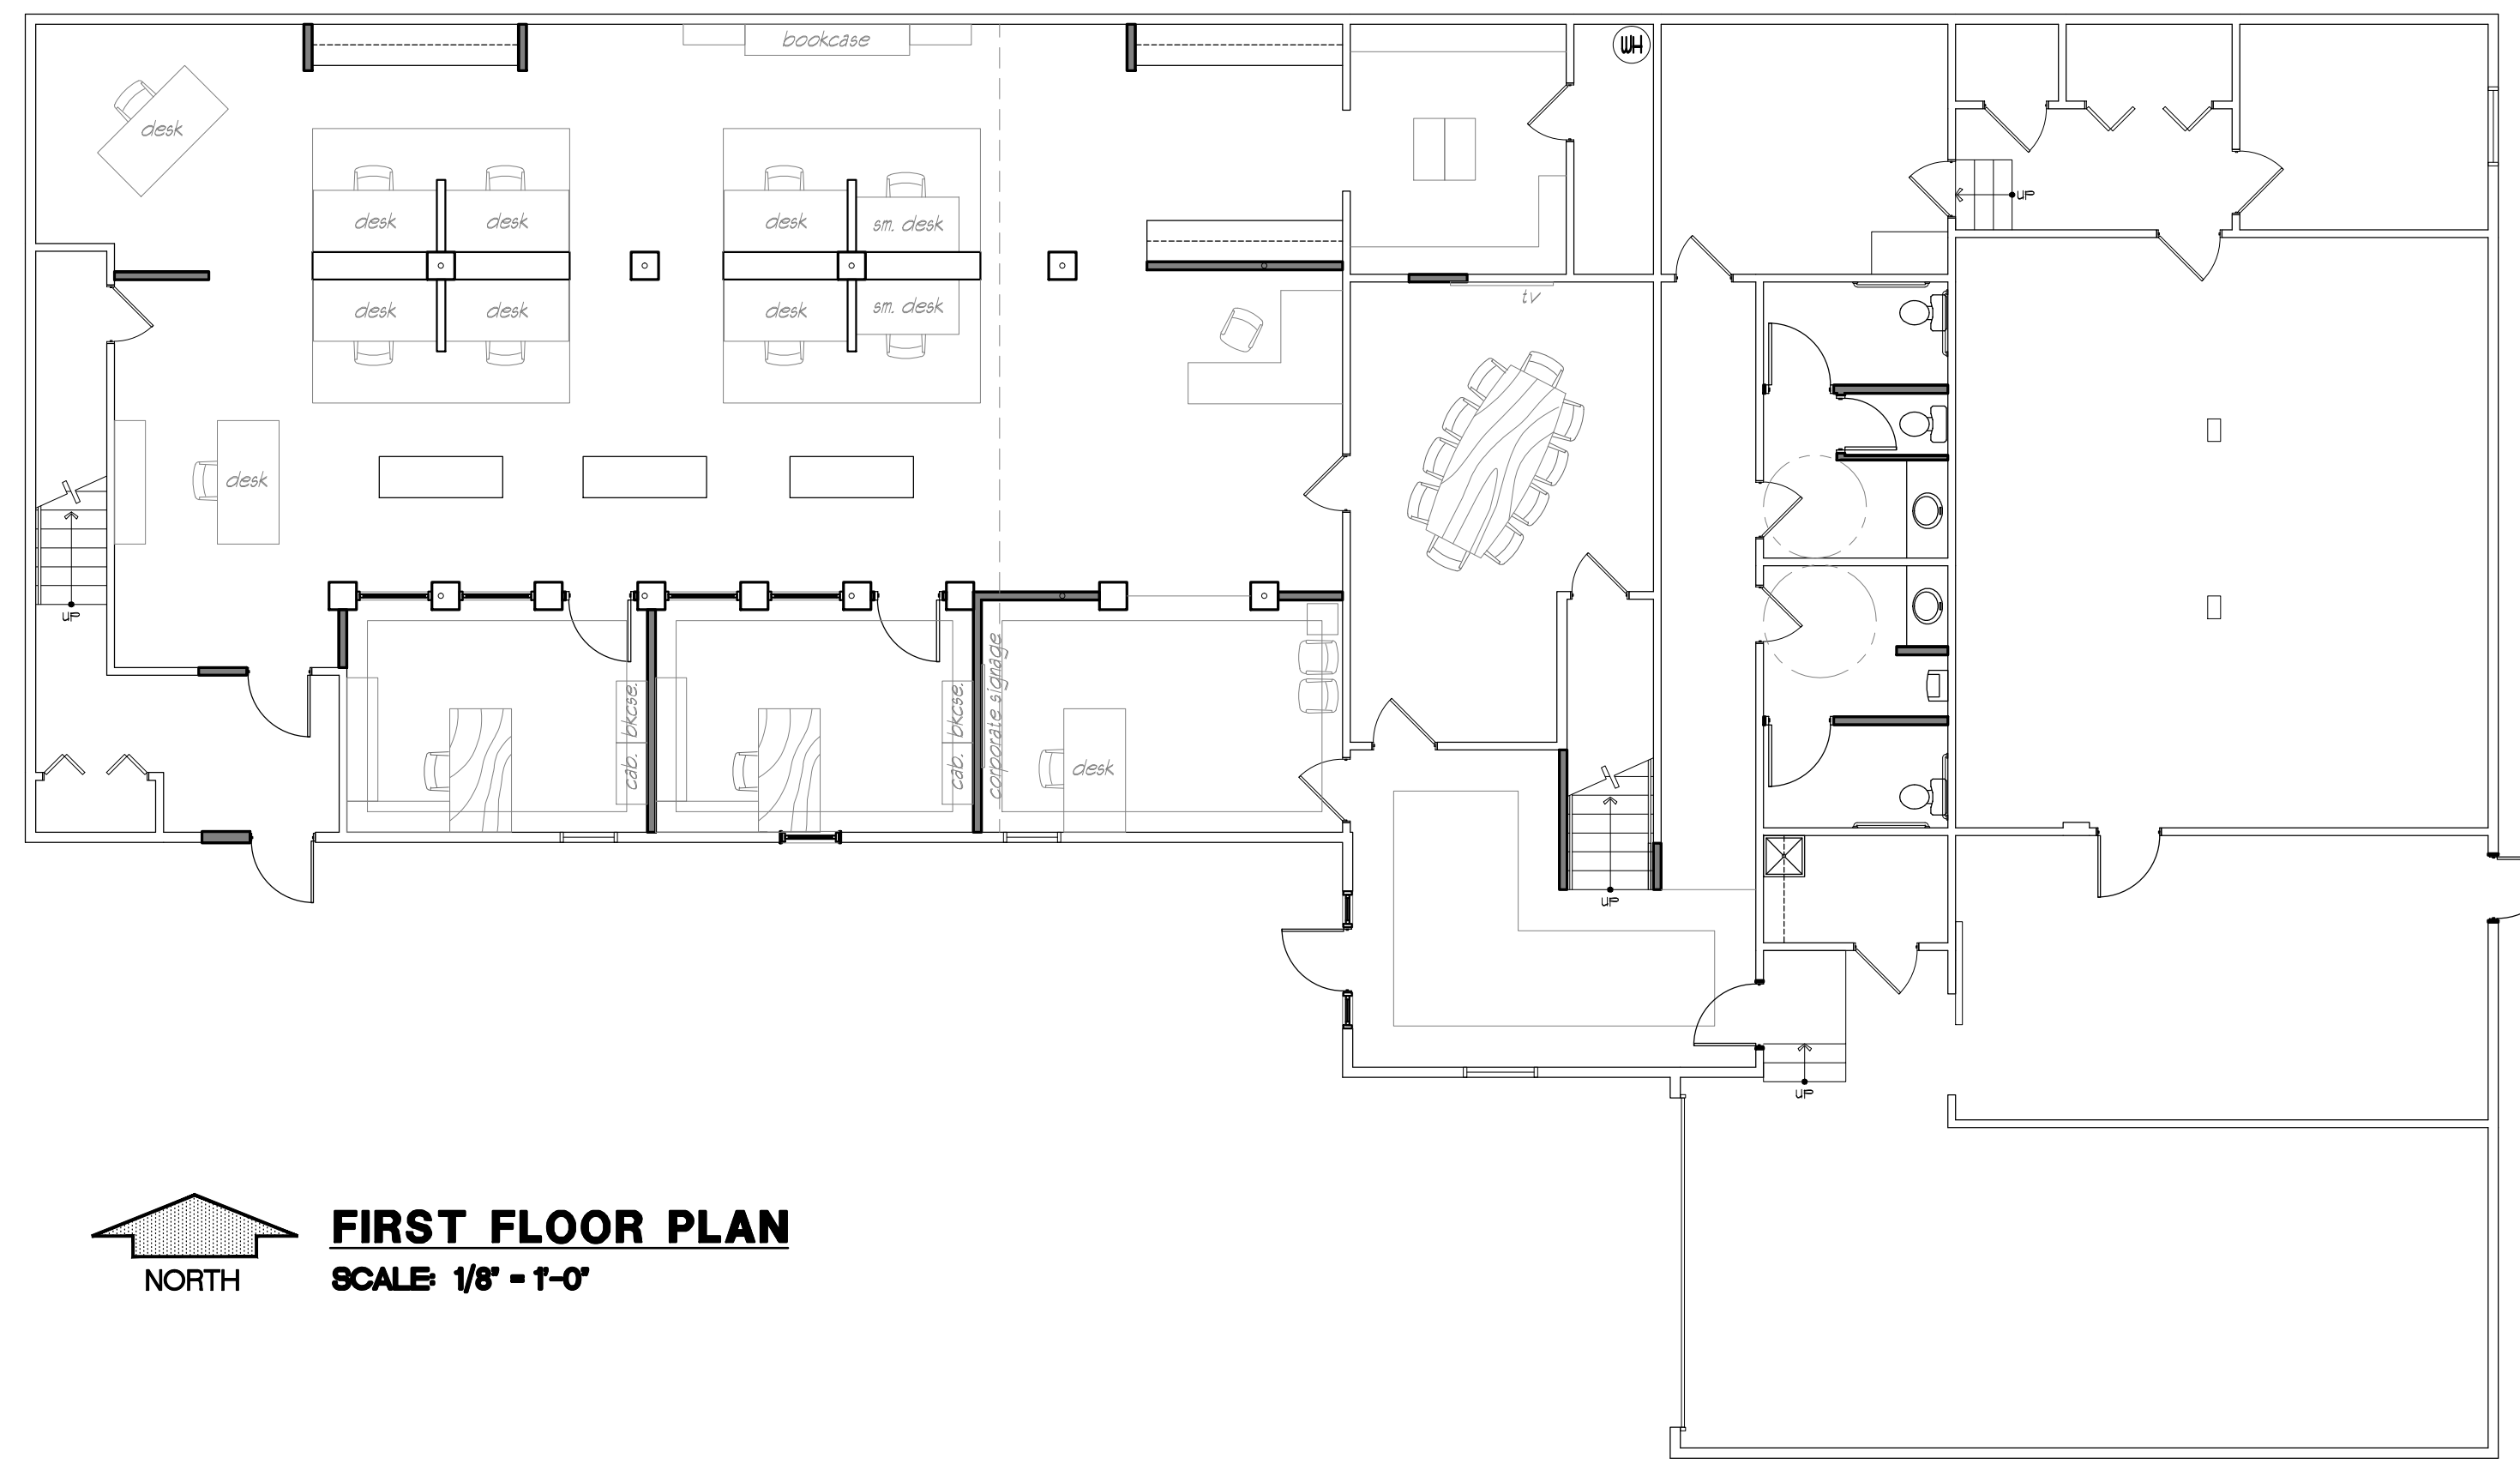 bookcase
WH
desk
UP
desk
desk
desk
sm. desk
desk
desk
desk
sm. desk
tv
desk
UP
bkcse.
cab.
bkcse.
cab.
corporate signage
desk
UP
UP
FIRST FLOOR PLAN
SCALE: 1/8" = 1'-0"
NORTH